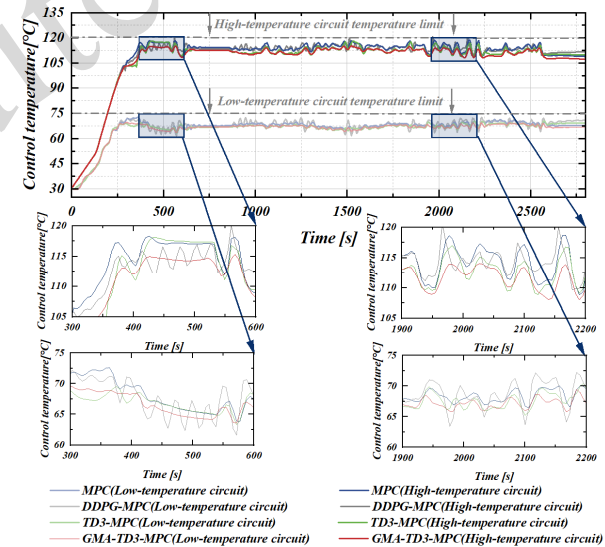 135
120
105
90
75
60
45
30
Control temperature[°C]
High-temperature circuit temperature limit
Low-temperature circuit temperature limit
0 500 1000 1500 2000 2500
Time [s]
120
115
110
105
Control temperature[°C]
300 400 500 600
Time [s]
120
115
110
105
Control temperature[°C]
1900 2000 2100 2200
Time [s]
75
70
65
60
Control temperature[°C]
300 400 500 600
Time [s]
75
70
65
60
Control temperature[°C]
1900 2000 2100 2200
Time [s]
MPC(Low-temperature circuit)
DDPG-MPC(Low-temperature circuit)
TD3-MPC(Low-temperature circuit)
GMA-TD3-MPC(Low-temperature circuit)
MPC(High-temperature circuit)
DDPG-MPC(High-temperature circuit)
TD3-MPC(High-temperature circuit)
GMA-TD3-MPC(High-temperature circuit)